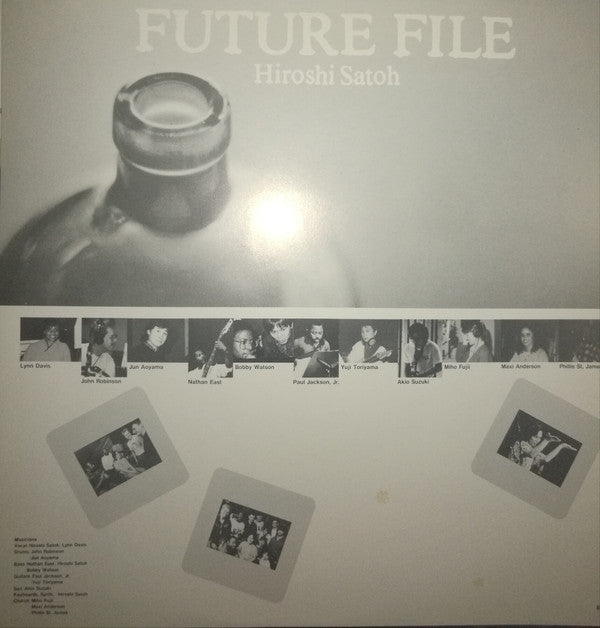 FUTURE FILE
Hiroshi Satoh
Lynn Davis
John Robinson
Jun Aoyama
Nathan East
Bobby Watson
Paul Jackson, Jr.
Yuji Toriyama
Akio Suzuki
Miho Fujii
Maxi Anderson
Phillis St. James
Musicians
Vocal: Hiroshi Satoh, Lynn Davis
Drums: John Robinson
Jun Aoyama
Bass: Nathan East, Hiroshi Satoh
Bobby Watson
Guitars: Paul Jackson, Jr.
Yuji Toriyama
Sax: Akio Suzuki
Keyboards, Synth.: Hiroshi Satoh
Chorus: Miho Fujii
Maxi Anderson
Phillis St. James